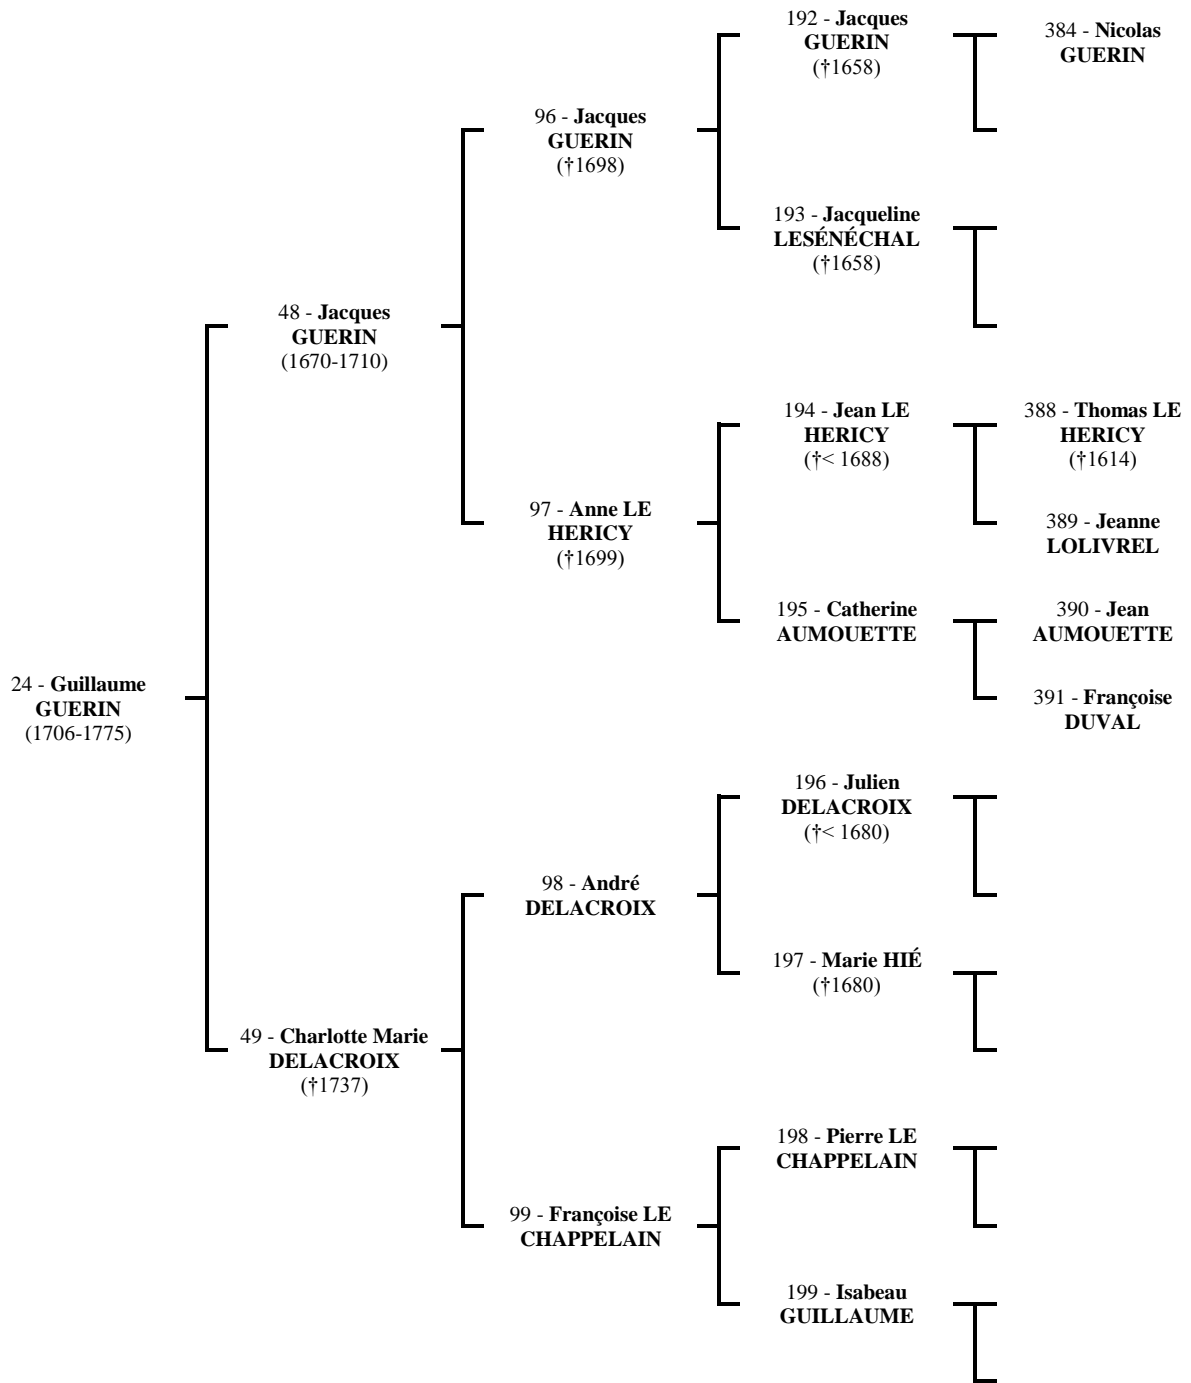 192 - Jacques
GUERIN
(†1658)
384 - Nicolas
GUERIN
96 - Jacques
GUERIN
(†1698)
193 - Jacqueline
LESÉNÉCHAL
(†1658)
48 - Jacques
GUERIN
(1670-1710)
194 - Jean LE
HERICY
(†< 1688)
388 - Thomas LE
HERICY
(†1614)
97 - Anne LE
HERICY
(†1699)
389 - Jeanne
LOLIVREL
195 - Catherine
AUMOUETTE
390 - Jean
AUMOUETTE
24 - Guillaume
GUERIN
(1706-1775)
391 - Françoise
DUVAL
196 - Julien
DELACROIX
(†< 1680)
98 - André
DELACROIX
197 - Marie HIÉ
(†1680)
49 - Charlotte Marie
DELACROIX
(†1737)
198 - Pierre LE
CHAPPELAIN
99 - Françoise LE
CHAPPELAIN
199 - Isabeau
GUILLAUME